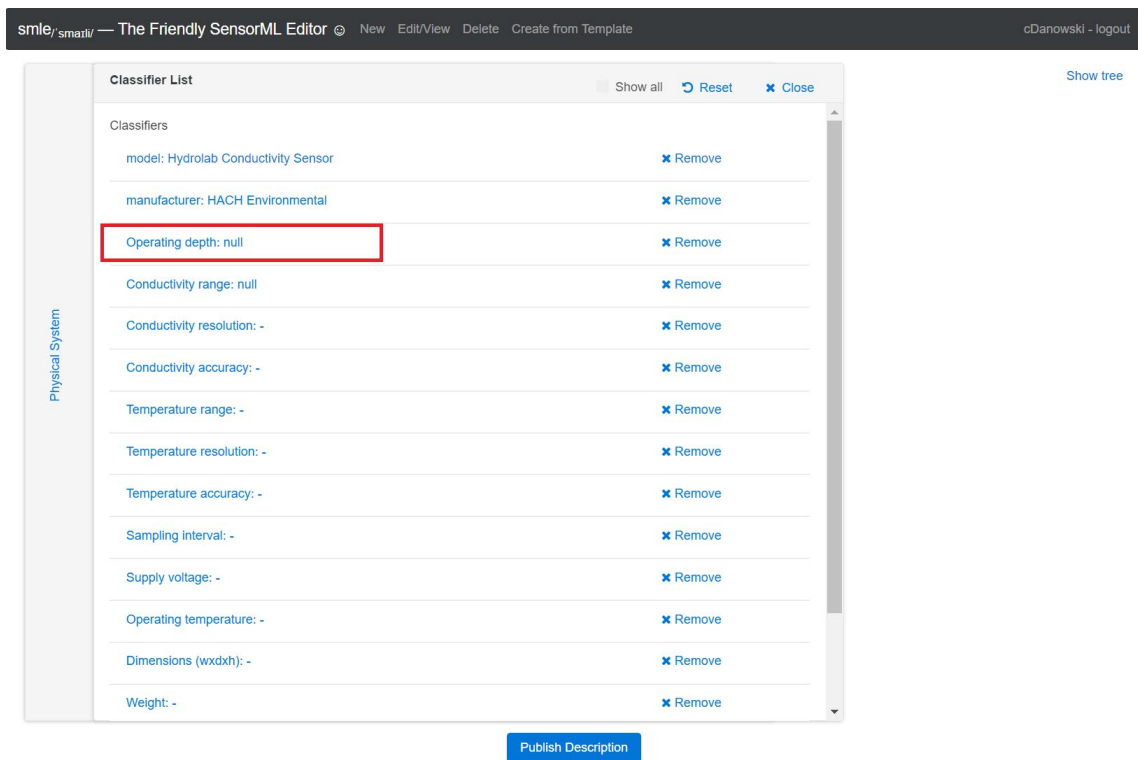 smle/ˈsmaɪli/ — The Friendly SensorML Editor ☺ New Edit/View Delete Create from Template cDanowski - logout
Show tree
Classifier List Show all Reset Close
Classifiers
model: Hydrolab Conductivity Sensor Remove
manufacturer: HACH Environmental Remove
Operating depth: null Remove
Conductivity range: null Remove
Conductivity resolution: - Remove
Conductivity accuracy: - Remove
Temperature range: - Remove
Temperature resolution: - Remove
Temperature accuracy: - Remove
Sampling interval: - Remove
Supply voltage: - Remove
Operating temperature: - Remove
Dimensions (wxdxh): - Remove
Weight: - Remove
Physical System
Publish Description